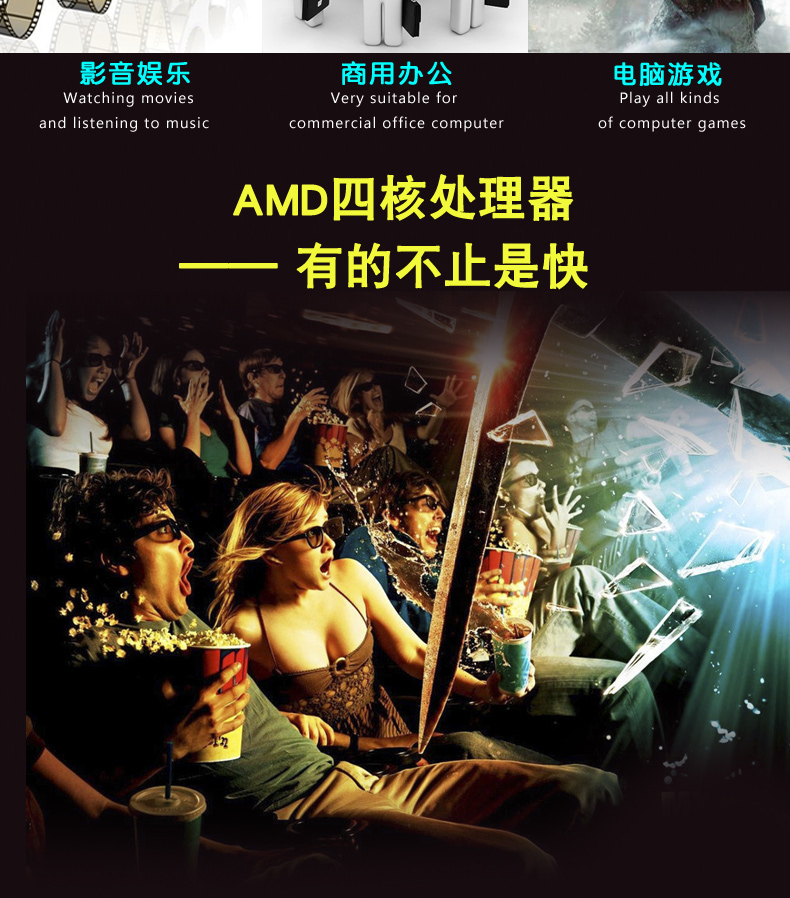 影音娱乐
Watching movies
and listening to music
商用办公
Very suitable for
commercial office computer
电脑游戏
Play all kinds
of computer games
AMD四核处理器
—— 有的不止是快